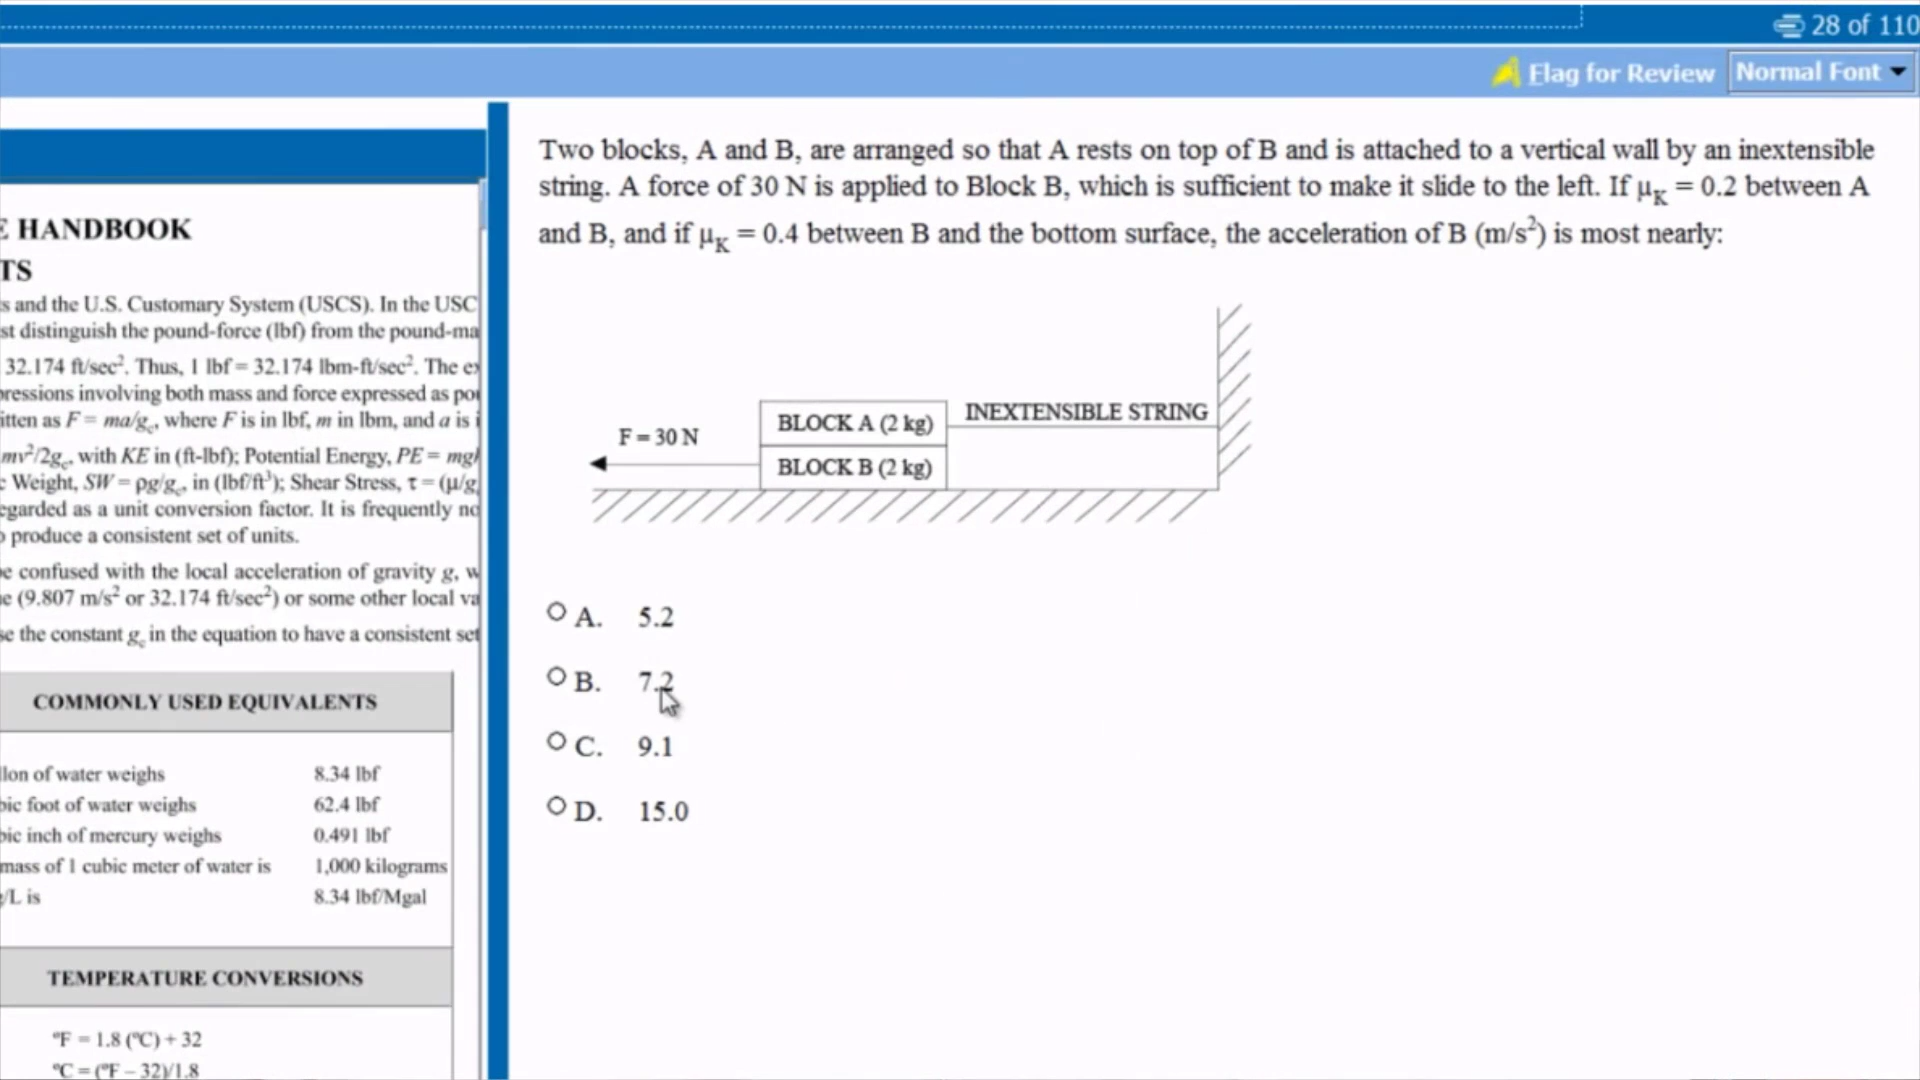 28 of 110
Flag for Review
Normal Font
HANDBOOK
TS
s and the U.S. Customary System (USCS). In the USC
st distinguish the pound-force (lbf) from the pound-ma
32.174 ft/sec². Thus, 1 lbf = 32.174 lbm-ft/sec². The ex
pressions involving both mass and force expressed as po
itten as F = ma/gc, where F is in lbf, m in lbm, and a is i
mv²/2gc, with KE in (ft-lbf); Potential Energy, PE = mg
Weight, SW = ρg/gc, in (lbf/ft³); Shear Stress, τ = (μ/g
egarded as a unit conversion factor. It is frequently no
produce a consistent set of units.
e confused with the local acceleration of gravity g, w
e (9.807 m/s² or 32.174 ft/sec²) or some other local va
se the constant gc in the equation to have a consistent set
COMMONLY USED EQUIVALENTS
llon of water weighs 8.34 lbf
bic foot of water weighs 62.4 lbf
bic inch of mercury weighs 0.491 lbf
mass of 1 cubic meter of water is 1,000 kilograms
/L is 8.34 lbf/Mgal
TEMPERATURE CONVERSIONS
ºF = 1.8 (ºC) + 32
ºC = (ºF – 32)/1.8
Two blocks, A and B, are arranged so that A rests on top of B and is attached to a vertical wall by an inextensible
string. A force of 30 N is applied to Block B, which is sufficient to make it slide to the left. If μK = 0.2 between A
and B, and if μK = 0.4 between B and the bottom surface, the acceleration of B (m/s²) is most nearly:
INEXTENSIBLE STRING
BLOCK A (2 kg)
F = 30 N
BLOCK B (2 kg)
A. 5.2
B. 7.2
C. 9.1
D. 15.0